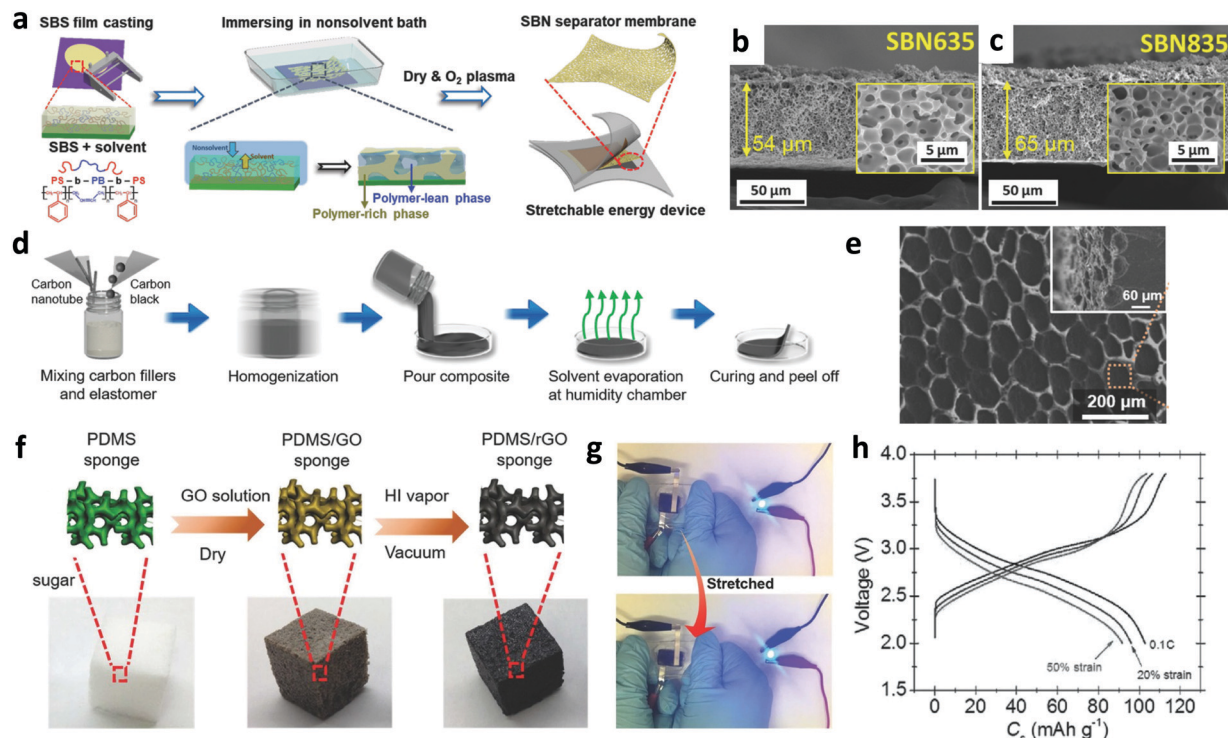 a
SBS film casting
Immersing in nonsolvent bath
SBN separator membrane
Dry & O2 plasma
SBS + solvent
PS – b – PB – b – PS
Nonsolvent
Solvent
Polymer-lean phase
Polymer-rich phase
Stretchable energy device
b
SBN635
54 µm
5 µm
50 µm
c
SBN835
65 µm
5 µm
50 µm
d
Carbon
nanotube
Carbon
black
Mixing carbon fillers
and elastomer
Homogenization
Pour composite
Solvent evaporation
at humidity chamber
Curing and peel off
e
60 µm
200 µm
f
PDMS
sponge
PDMS/GO
sponge
PDMS/rGO
sponge
GO solution
Dry
HI vapor
Vacuum
sugar
g
Stretched
h
4.0
3.5
3.0
2.5
2.0
1.5
Voltage (V)
0.1C
50% strain
20% strain
0 20 40 60 80 100 120
(mAh g-1)